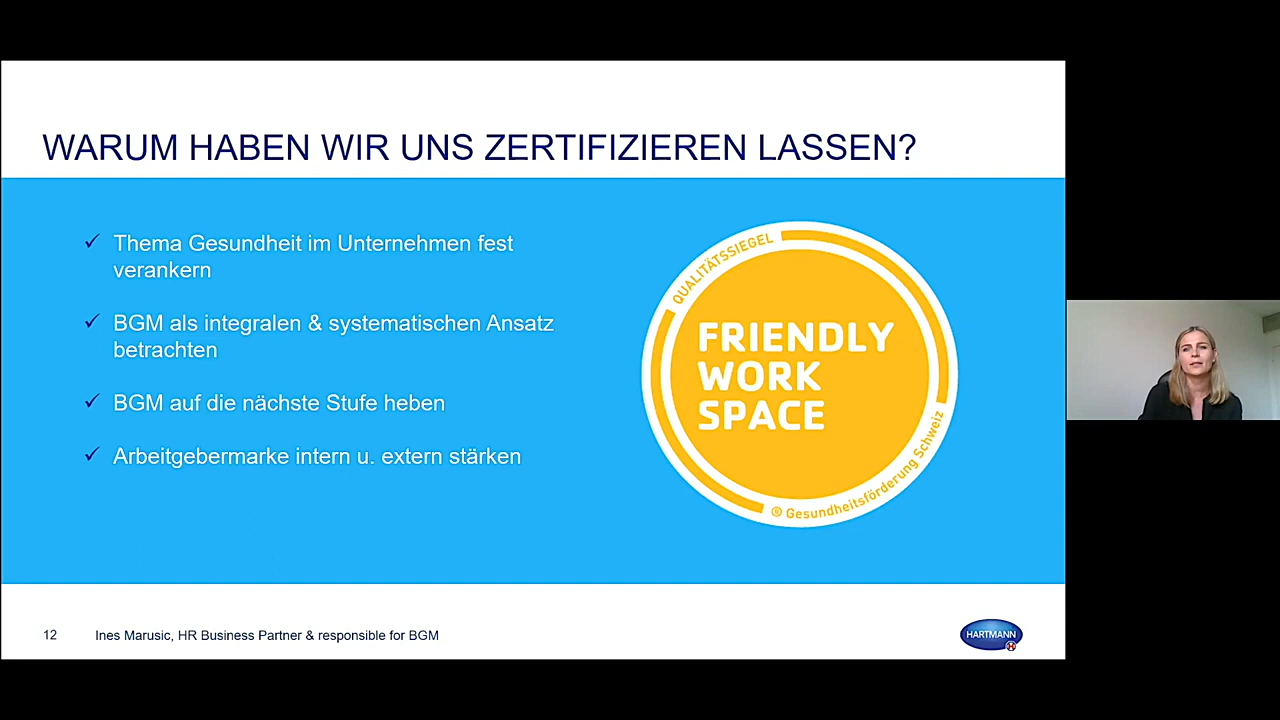 WARUM HABEN WIR UNS ZERTIFIZIEREN LASSEN?
✓ Thema Gesundheit im Unternehmen fest
verankern
✓ BGM als integralen & systematischen Ansatz
betrachten
✓ BGM auf die nächste Stufe heben
✓ Arbeitgebermarke intern u. extern stärken
QUALITÄTSSIEGEL
FRIENDLY
WORK
SPACE
® Gesundheitsförderung Schweiz
12 Ines Marusic, HR Business Partner & responsible for BGM
HARTMANN